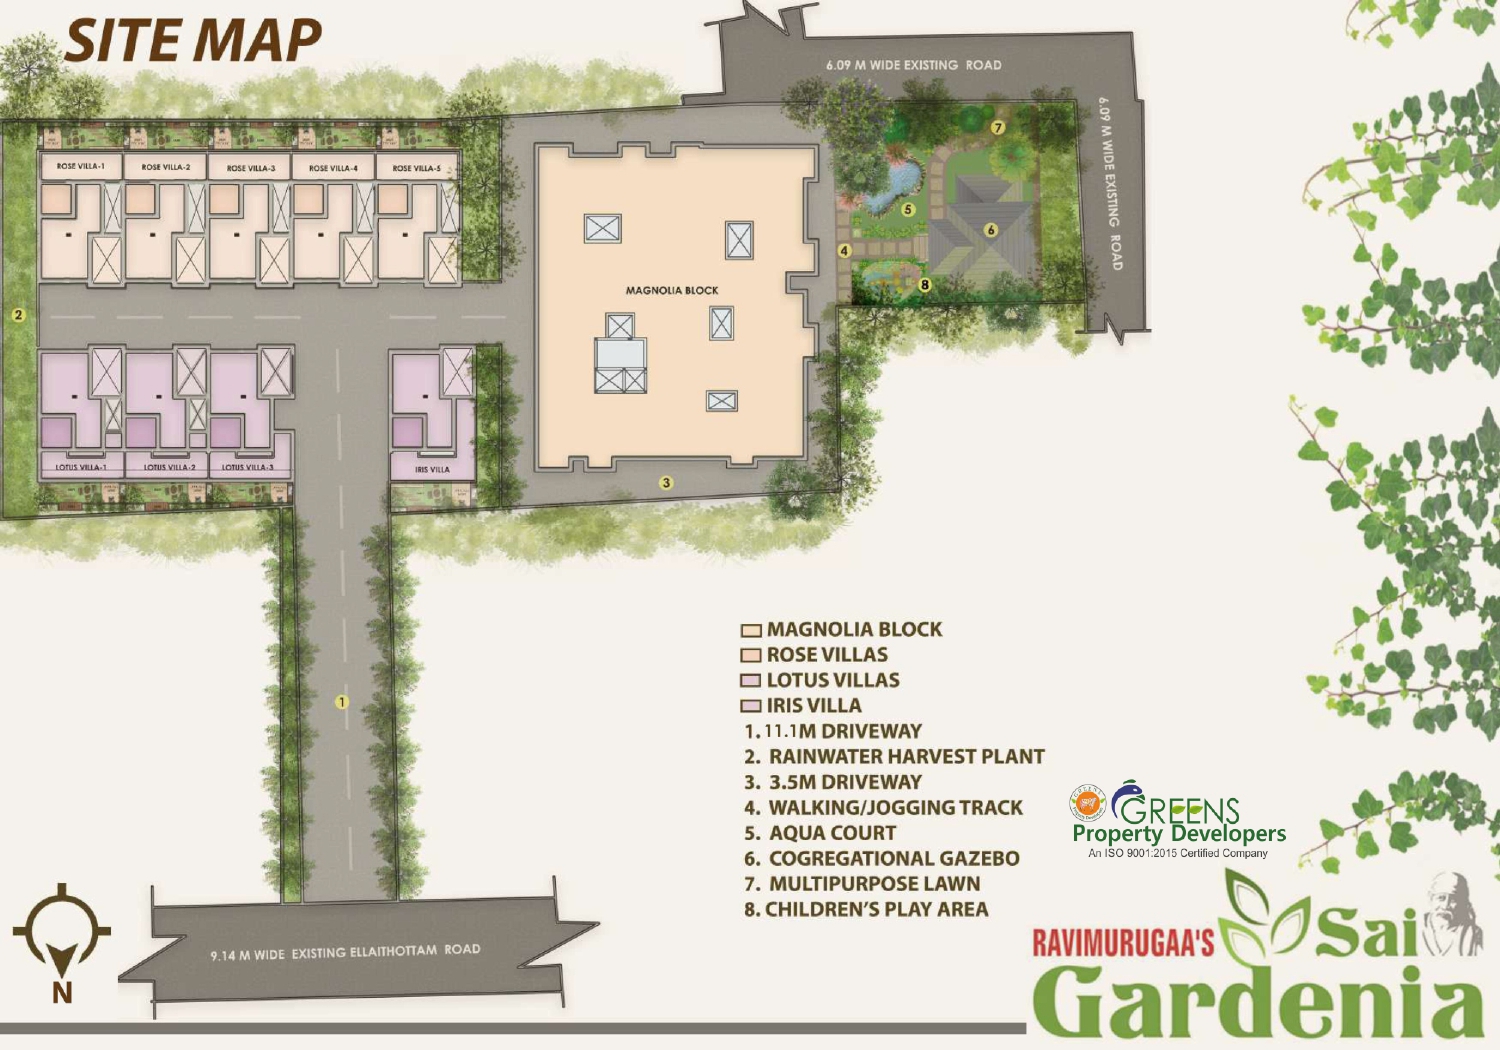 SITE MAP
6.09 M WIDE EXISTING ROAD
6.09 M WIDE EXISTING ROAD
7
ROSE VILLA-1
ROSE VILLA-2
ROSE VILLA-3
ROSE VILLA-4
ROSE VILLA-5
5
6
4
MAGNOLIA BLOCK
8
2
LOTUS VILLA-1
LOTUS VILLA-2
LOTUS VILLA-3
IRIS VILLA
3
1
MAGNOLIA BLOCK
ROSE VILLAS
LOTUS VILLAS
IRIS VILLA
1. 11.1M DRIVEWAY
2. RAINWATER HARVEST PLANT
3. 3.5M DRIVEWAY
4. WALKING/JOGGING TRACK
5. AQUA COURT
6. COGREGATIONAL GAZEBO
7. MULTIPURPOSE LAWN
8. CHILDREN'S PLAY AREA
GREENS
Property Developers
An ISO 9001:2015 Certified Company
9.14 M WIDE EXISTING ELLAITHOTTAM ROAD
N
RAVIMURUGAA'S
Sai
Gardenia